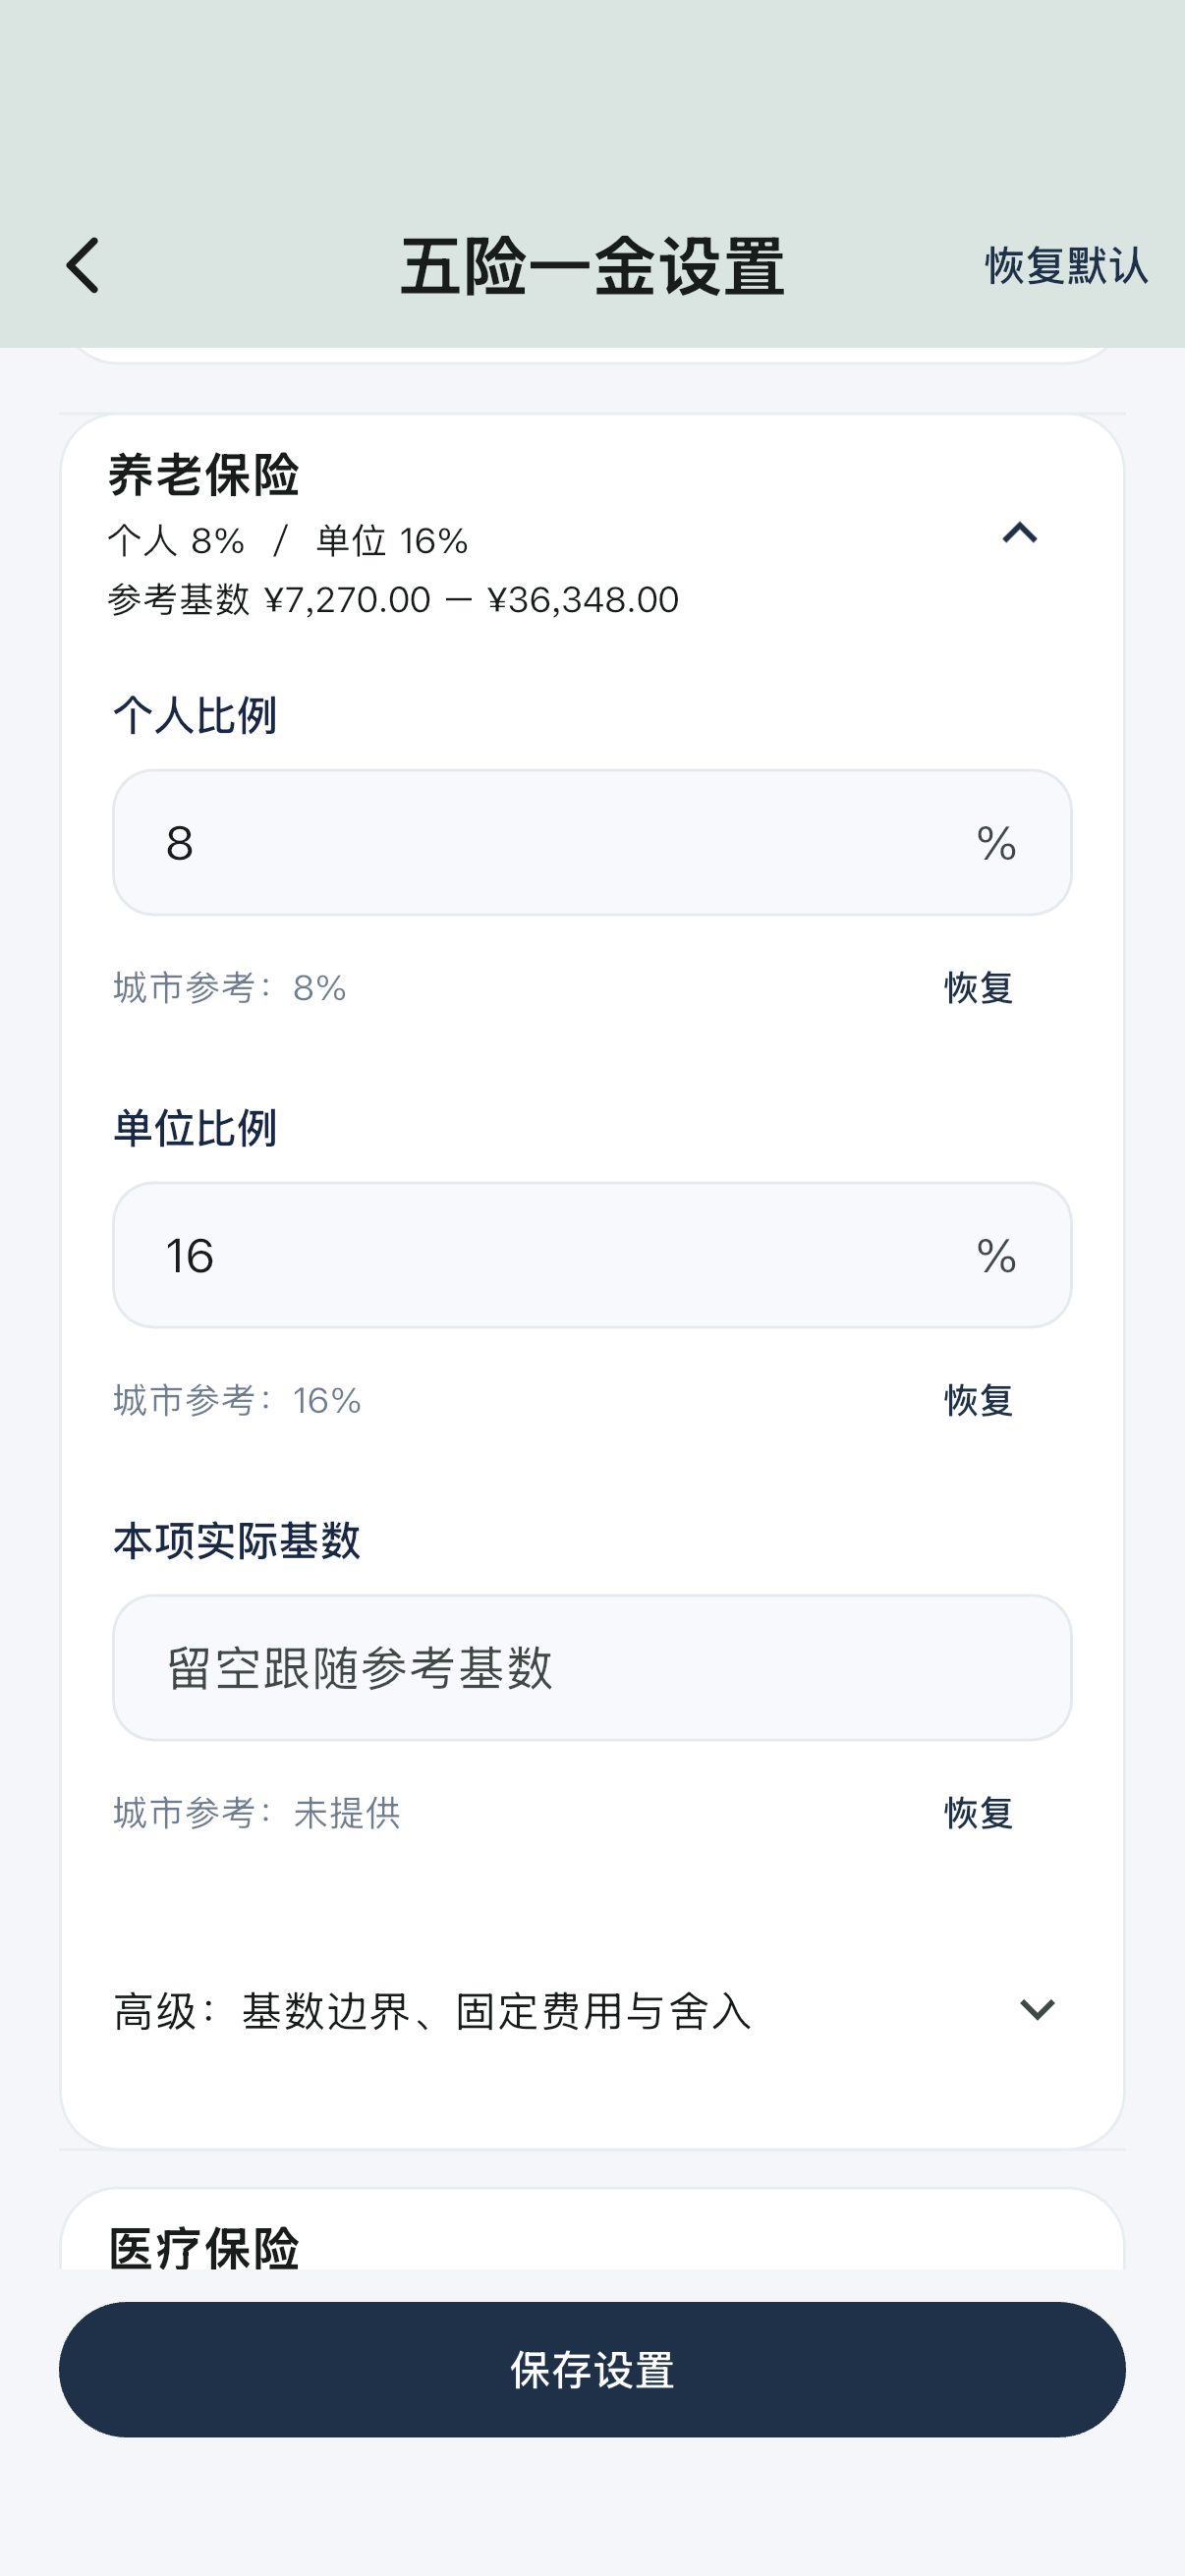 五险一金设置
恢复默认
养老保险
个人 8% / 单位 16%
参考基数 ¥7,270.00 — ¥36,348.00
个人比例
8 %
城市参考：8% 恢复
单位比例
16 %
城市参考：16% 恢复
本项实际基数
留空跟随参考基数
城市参考：未提供 恢复
高级：基数边界、固定费用与舍入
医疗保险
保存设置